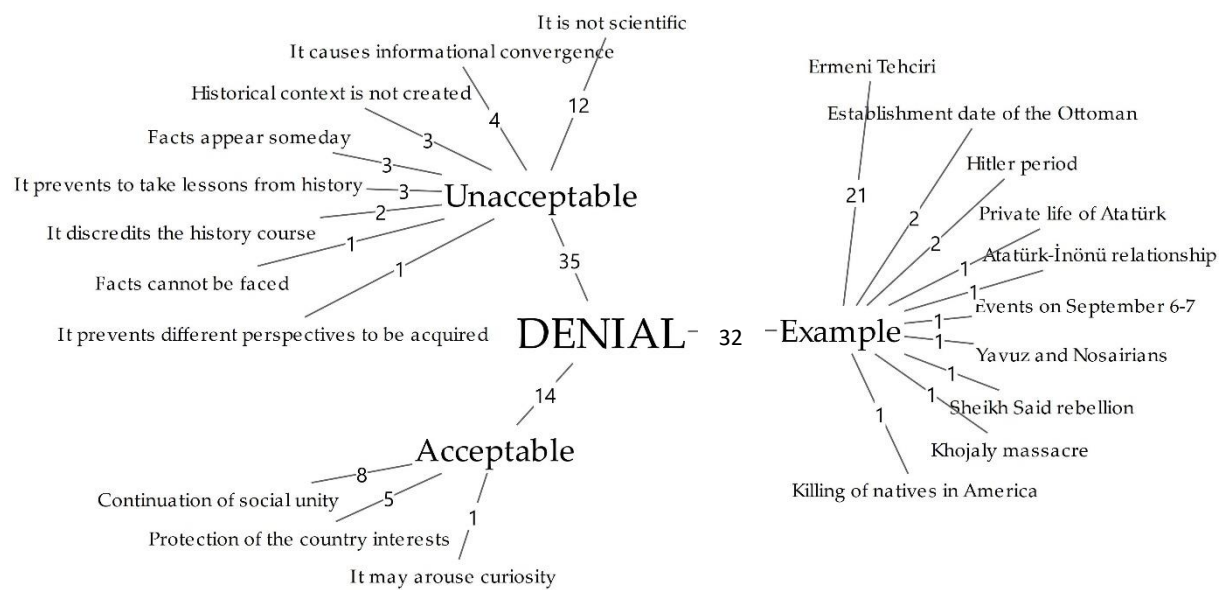 It is not scientific
It causes informational convergence
12
Historical context is not created
4
3
Facts appear someday
3
It prevents to take lessons from history
3
Unacceptable
2
It discredits the history course
1
Facts cannot be faced
1
35
It prevents different perspectives to be acquired
DENIAL
32
Example
Ermeni Tehciri
21
Establishment date of the Ottoman
2
Hitler period
2
Private life of Atatürk
1
Atatürk-İnönü relationship
1
Events on September 6-7
1
Yavuz and Nosairians
1
Sheikh Said rebellion
1
Khojaly massacre
1
Killing of natives in America
1
14
Acceptable
8
Continuation of social unity
5
Protection of the country interests
1
It may arouse curiosity